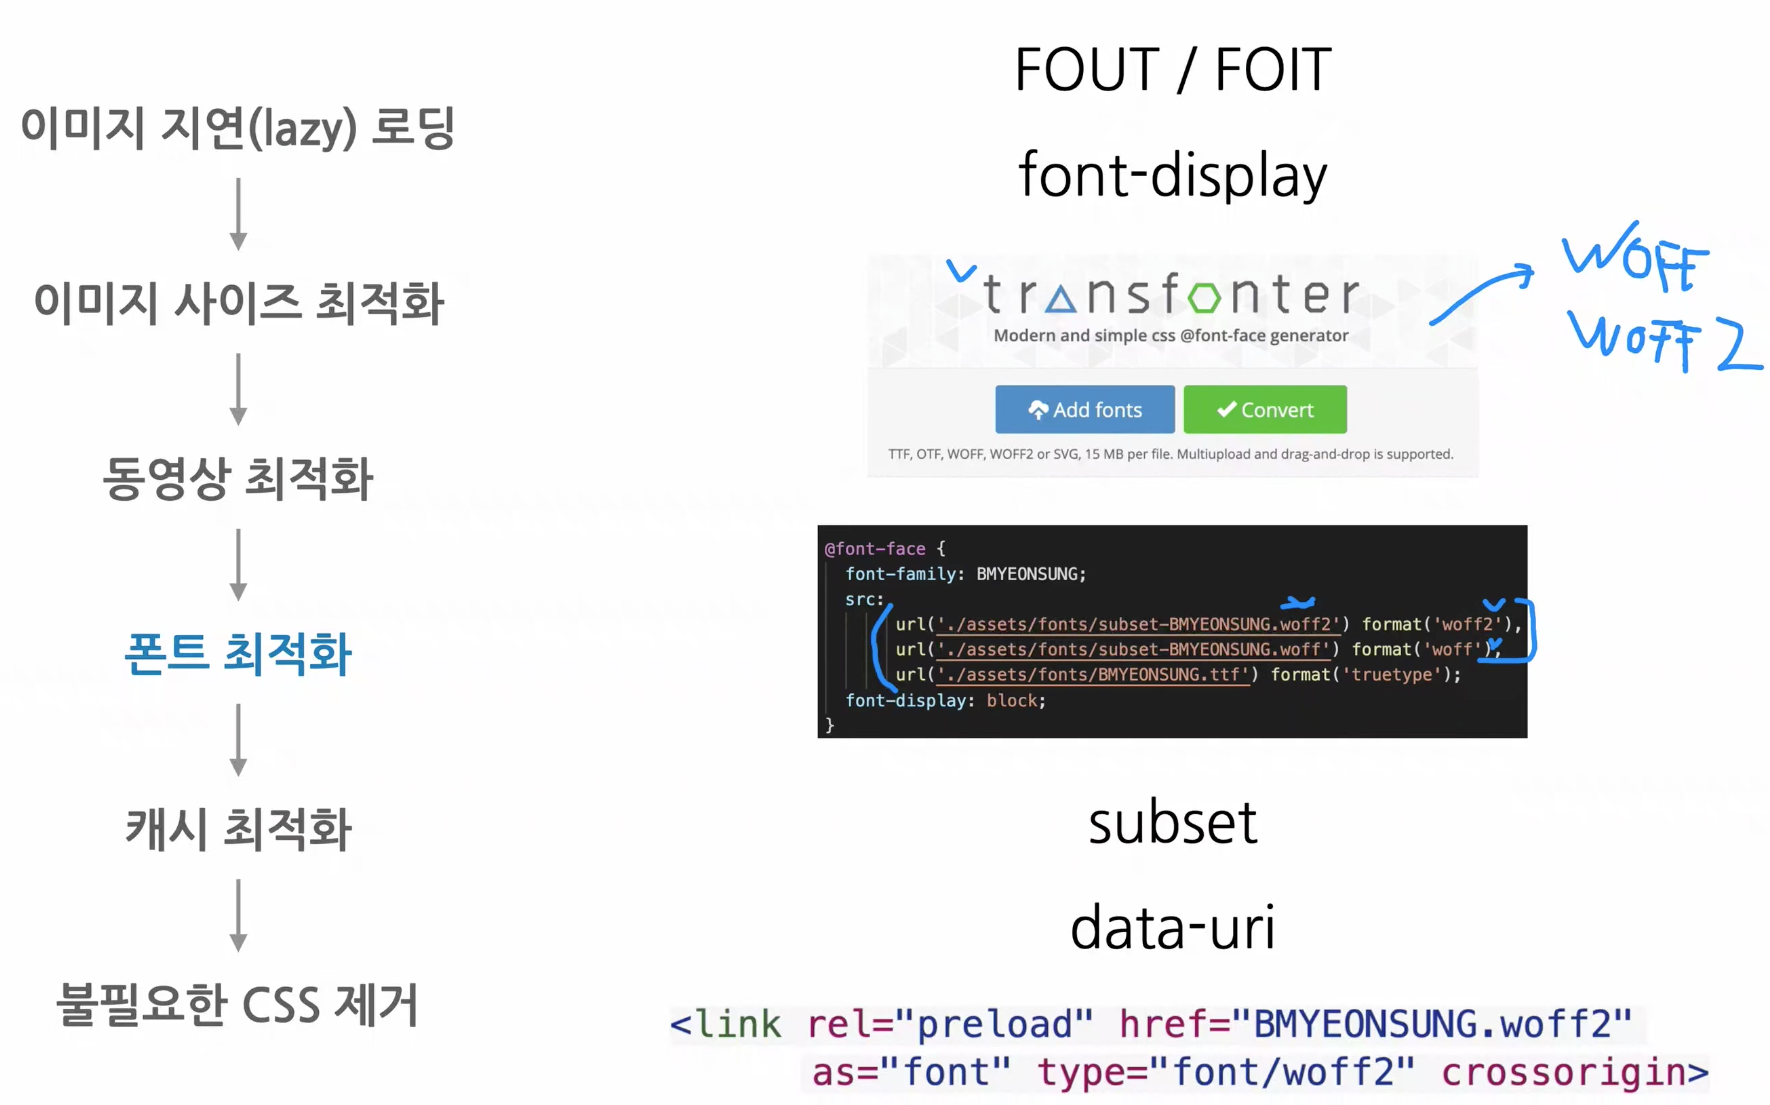 이미지 지연(lazy) 로딩
이미지 사이즈 최적화
동영상 최적화
폰트 최적화
캐시 최적화
불필요한 CSS 제거
FOUT / FOIT
font-display
transfonter
Modern and simple css @font-face generator
Add fonts
Convert
TTF, OTF, WOFF, WOFF2 or SVG, 15 MB per file. Multiupload and drag-and-drop is supported.
WOFF
WOFF 2
@font-face {
font-family: BMYEONSUNG;
src:
url('./assets/fonts/subset-BMYEONSUNG.woff2') format('woff2'),
url('./assets/fonts/subset-BMYEONSUNG.woff') format('woff'),
url('./assets/fonts/BMYEONSUNG.ttf') format('truetype');
font-display: block;
}
subset
data-uri
<link rel="preload" href="BMYEONSUNG.woff2"
as="font" type="font/woff2" crossorigin>